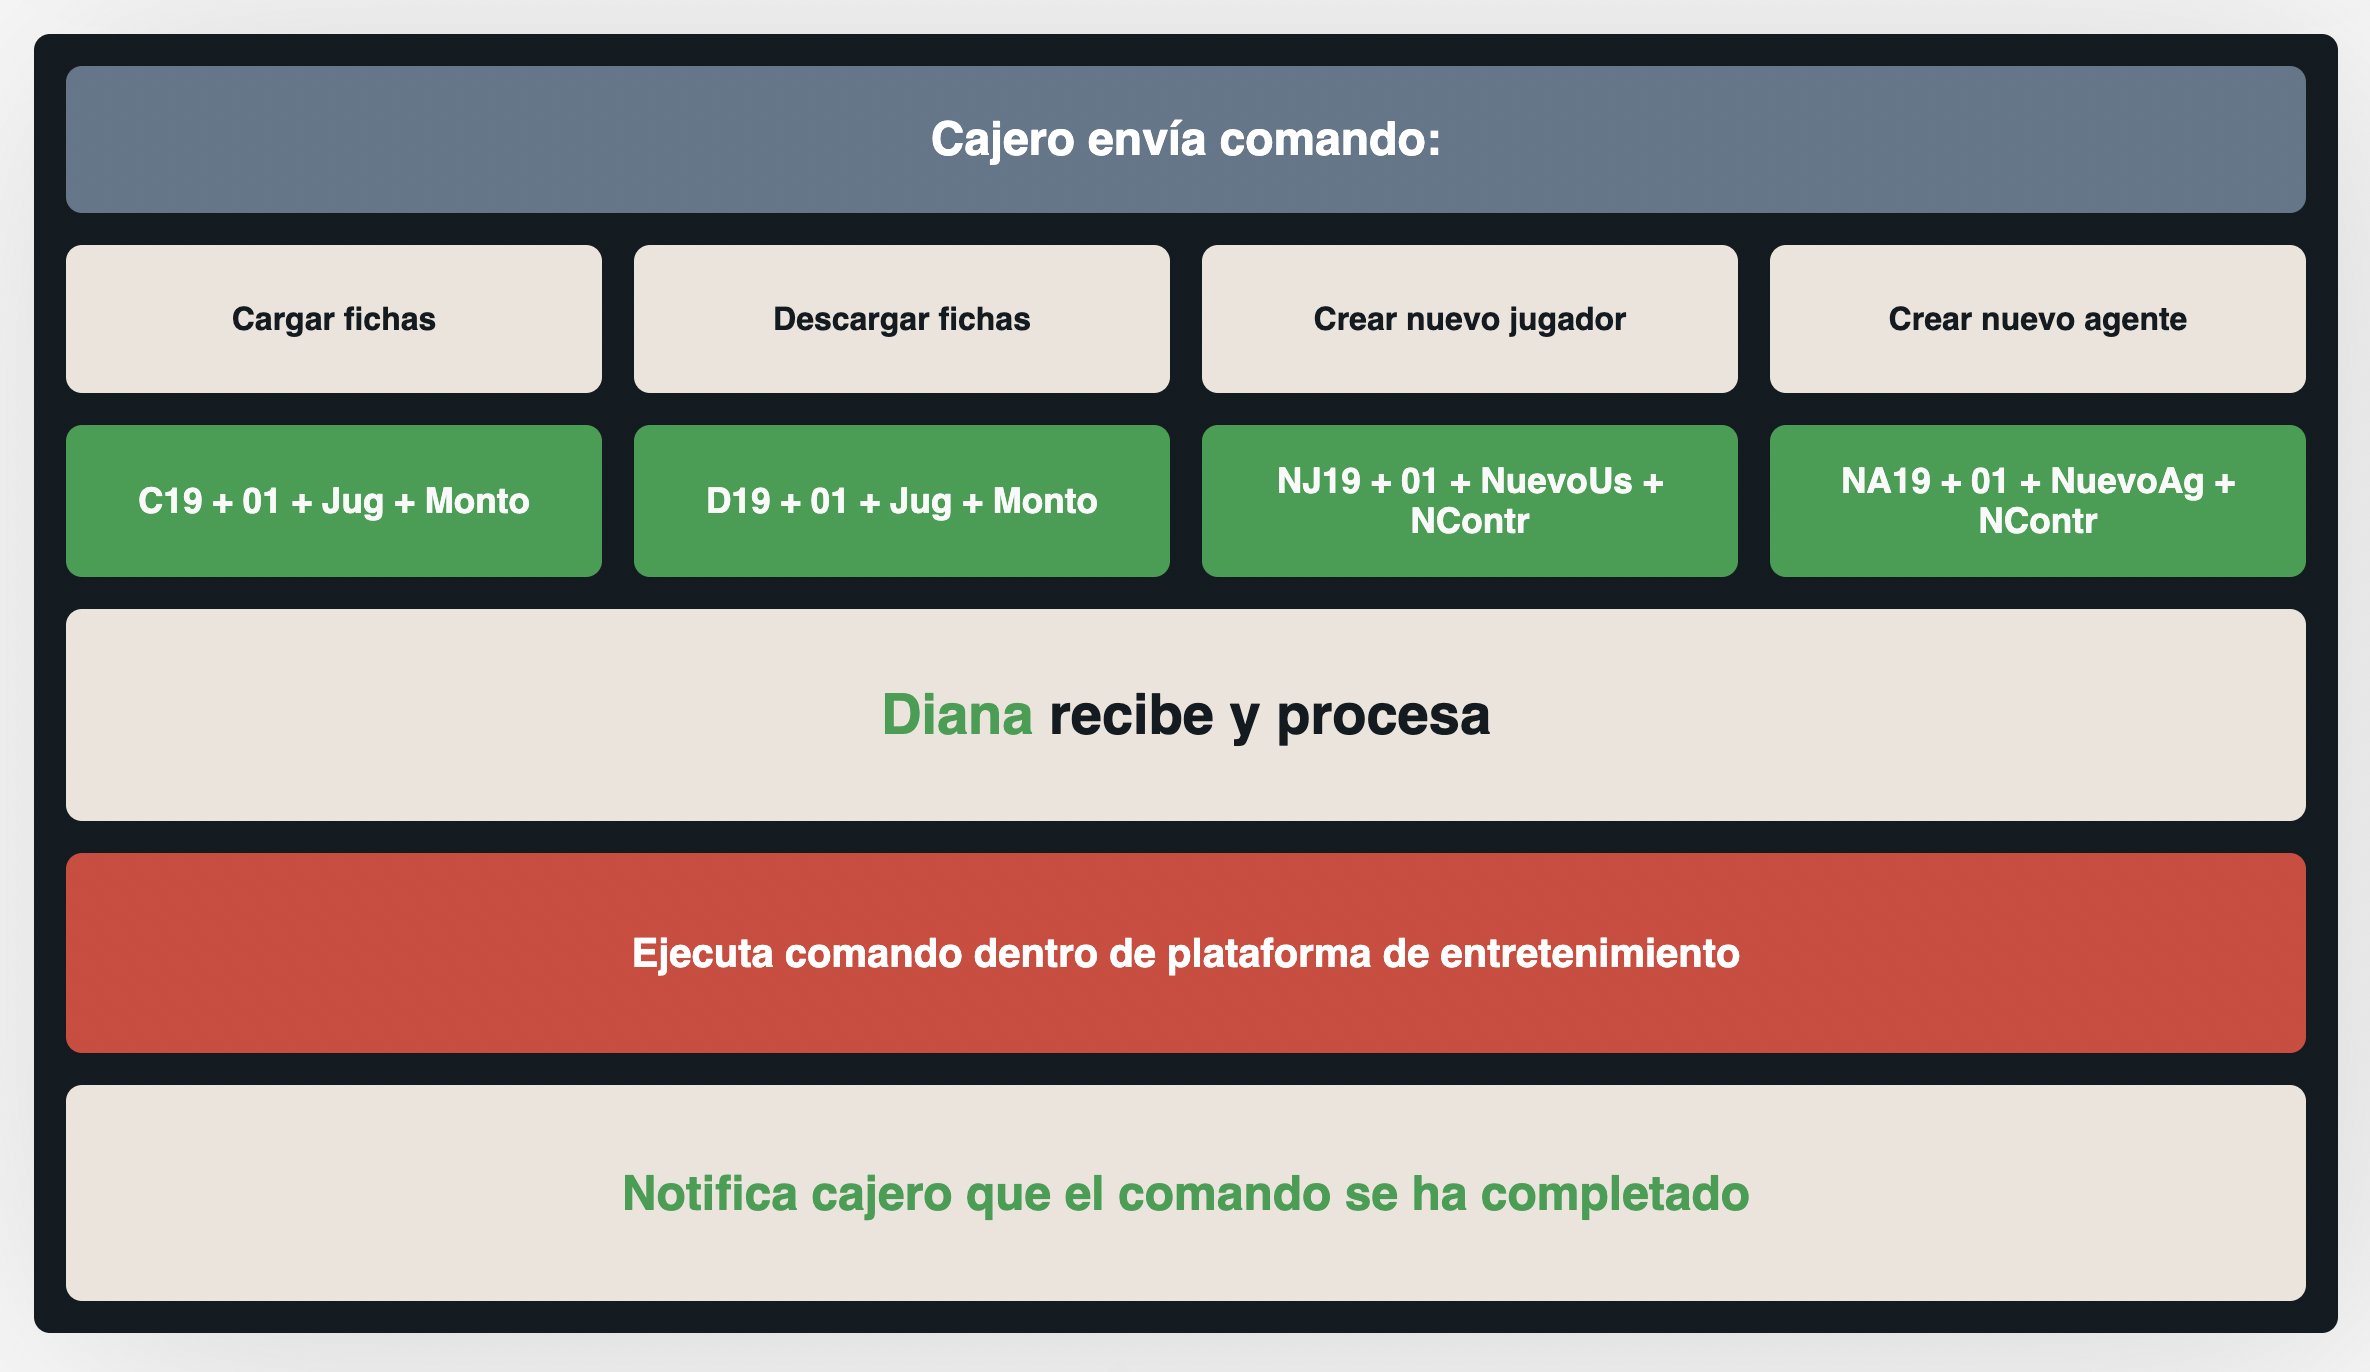 Cajero envía comando:
Cargar fichas
Descargar fichas
Crear nuevo jugador
Crear nuevo agente
C19 + 01 + Jug + Monto
D19 + 01 + Jug + Monto
NJ19 + 01 + NuevoUs +
NContr
NA19 + 01 + NuevoAg +
NContr
Diana recibe y procesa
Ejecuta comando dentro de plataforma de entretenimiento
Notifica cajero que el comando se ha completado